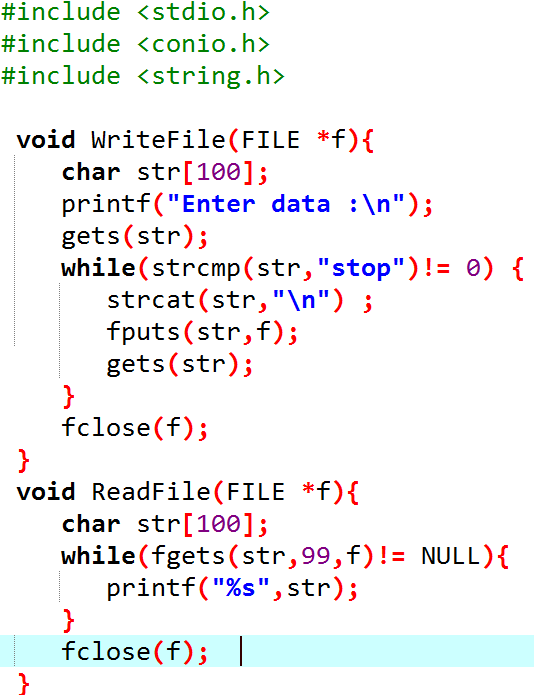 #include <stdio.h>
#include <conio.h>
#include <string.h>
void WriteFile(FILE *f){
char str[100];
printf("Enter data :\n");
gets(str);
while(strcmp(str,"stop")!= 0) {
strcat(str,"\n") ;
fputs(str,f);
gets(str);
}
fclose(f);
}
void ReadFile(FILE *f){
char str[100];
while(fgets(str,99,f)!= NULL){
printf("%s",str);
}
fclose(f);
}